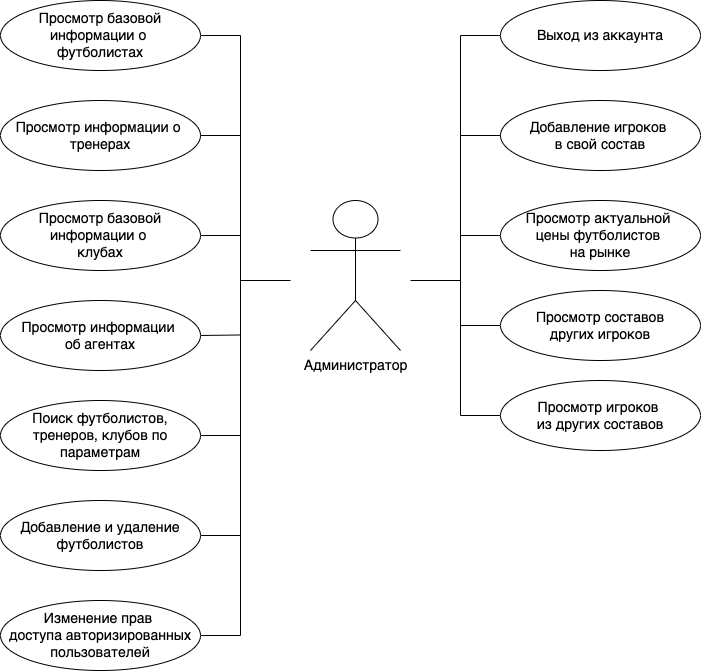 Просмотр базовой
информации о
футболистах
Просмотр информации о
тренерах
Просмотр базовой
информации о
клубах
Просмотр информации
об агентах
Поиск футболистов,
тренеров, клубов по
параметрам
Добавление и удаление
футболистов
Изменение прав
доступа авторизированных
пользователей
Администратор
Выход из аккаунта
Добавление игроков
в свой состав
Просмотр актуальной
цены футболистов
на рынке
Просмотр составов
других игроков
Просмотр игроков
из других составов